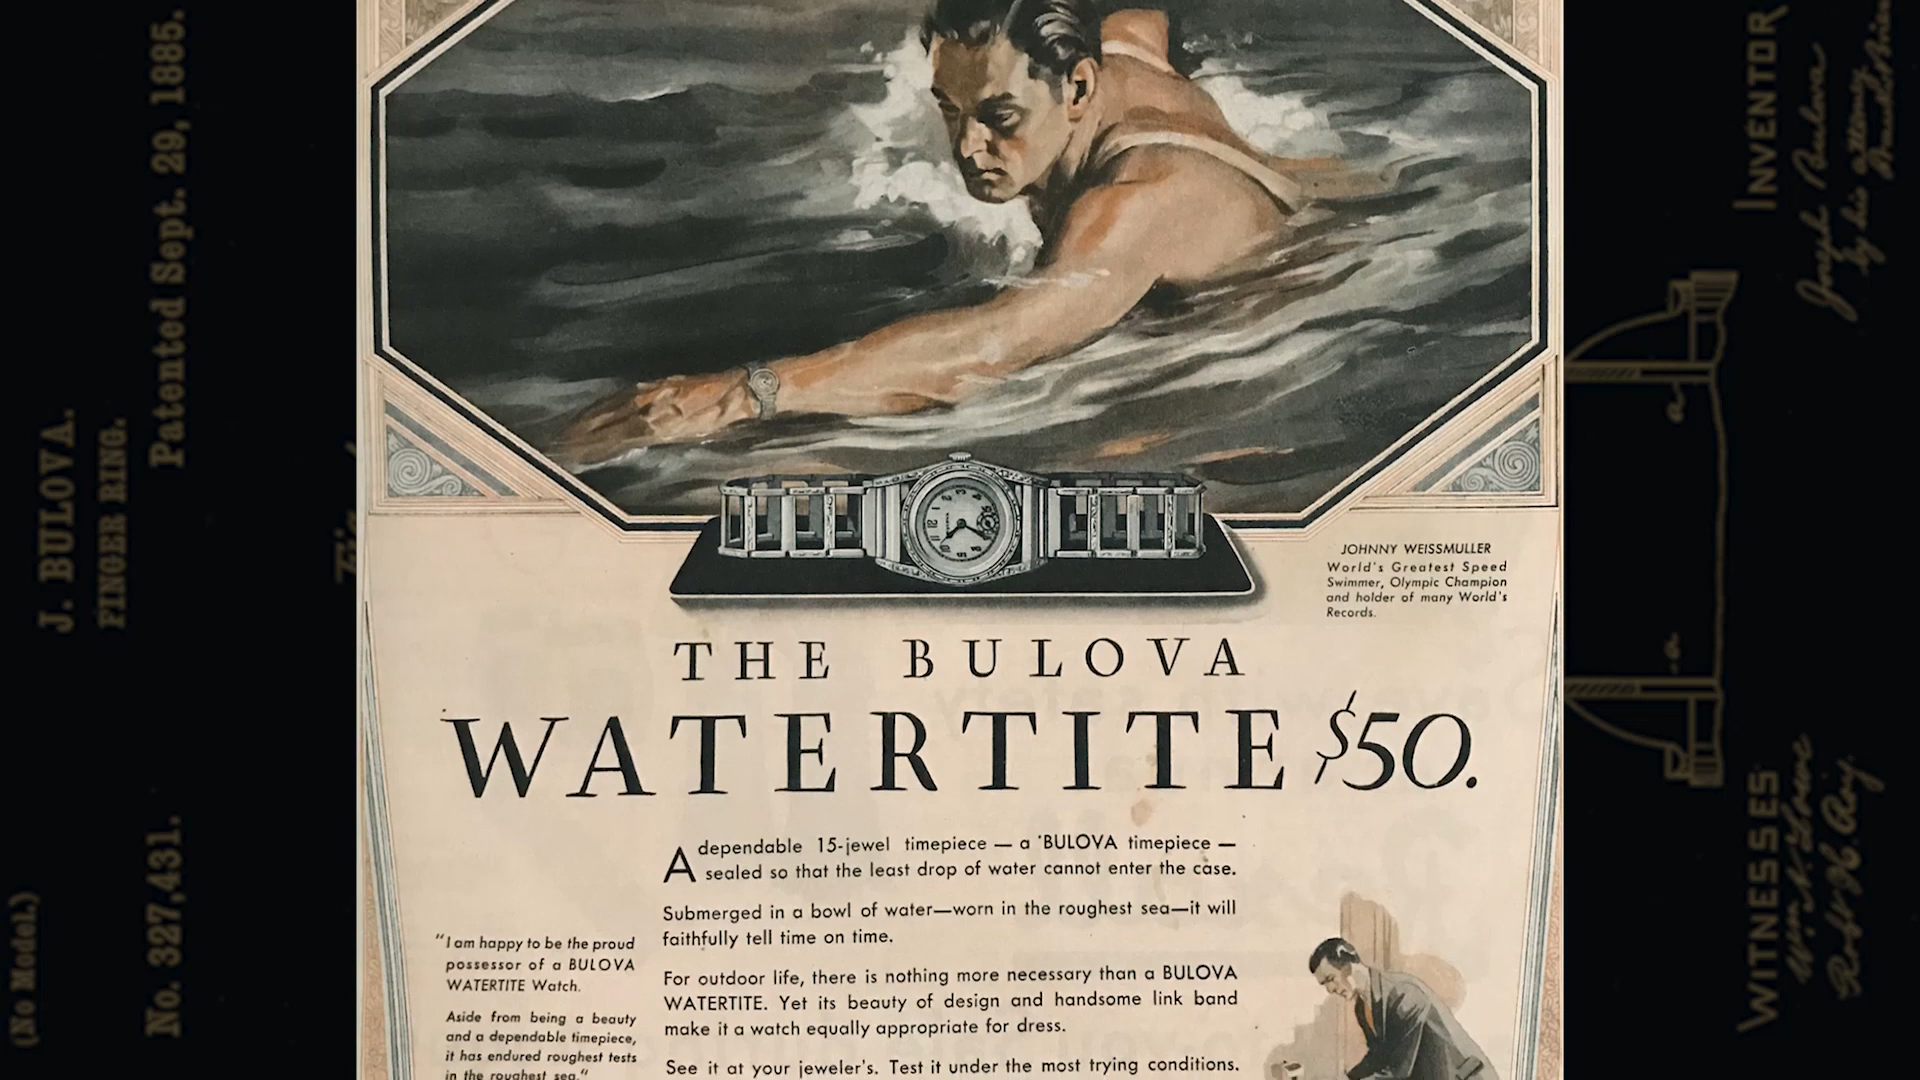 JOHNNY WEISSMULLER
World's Greatest Speed
Swimmer, Olympic Champion
and holder of many World's
Records.
THE BULOVA
WATERTITE $50.
A dependable 15-jewel timepiece — a BULOVA timepiece —
sealed so that the least drop of water cannot enter the case.
Submerged in a bowl of water—worn in the roughest sea—it will
faithfully tell time on time.
For outdoor life, there is nothing more necessary than a BULOVA
WATERTITE. Yet its beauty of design and handsome link band
make it a watch equally appropriate for dress.
See it at your jeweler's. Test it under the most trying conditions.
"I am happy to be the proud
possessor of a BULOVA
WATERTITE Watch.
Aside from being a beauty
and a dependable timepiece,
it has endured roughest tests
in the roughest sea."
(No Model.)
J. BULOVA.
FINGER RING.
No. 327,431.
Patented Sept. 29, 1885.
WITNESSES
INVENTOR
Joseph Bulova
by his attorney
a
a